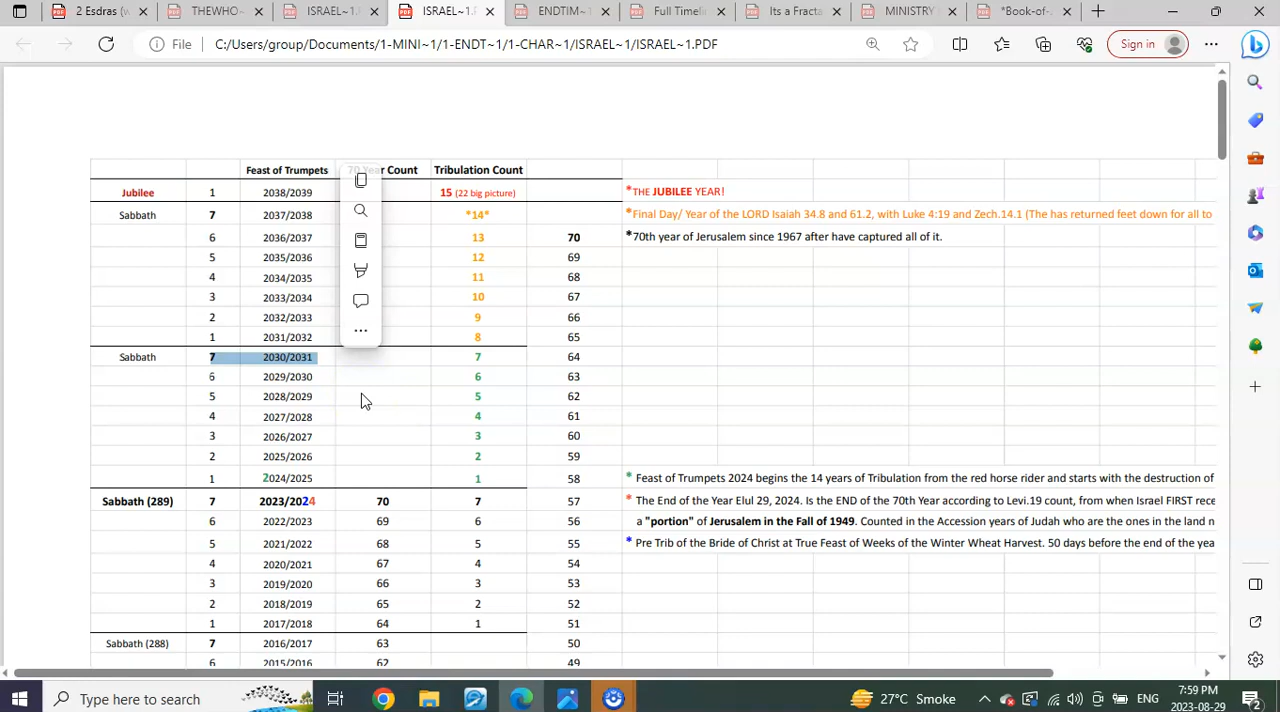 2 Esdras (w
THEWHO<
ISRAEL~1.F
ISRAEL~1.F
ENDTIM
Full Timeli
Its a Fracta
MINISTRY
*Book-of-
File
C:/Users/group/Documents/1-MINI~1/1-ENDT~1/1-CHAR~1/ISRAEL~1/ISRAEL~1.PDF
Sign in
Feast of Trumpets 70 Year Count Tribulation Count
Jubilee 1 2038/2039 15 (22 big picture) *THE JUBILEE YEAR!
Sabbath 7 2037/2038 *14* *Final Day/ Year of the LORD Isaiah 34.8 and 61.2, with Luke 4:19 and Zech.14.1 (The has returned feet down for all to
6 2036/2037 13 70 *70th year of Jerusalem since 1967 after have captured all of it.
5 2035/2036 12 69
4 2034/2035 11 68
3 2033/2034 10 67
2 2032/2033 9 66
1 2031/2032 8 65
Sabbath 7 2030/2031 7 64
6 2029/2030 6 63
5 2028/2029 5 62
4 2027/2028 4 61
3 2026/2027 3 60
2 2025/2026 2 59
1 2024/2025 1 58 * Feast of Trumpets 2024 begins the 14 years of Tribulation from the red horse rider and starts with the destruction of
Sabbath (289) 7 2023/2024 70 7 57 * The End of the Year Elul 29, 2024. Is the END of the 70th Year according to Levi.19 count, from when Israel FIRST rece
6 2022/2023 69 6 56 a "portion" of Jerusalem in the Fall of 1949. Counted in the Accession years of Judah who are the ones in the land n
5 2021/2022 68 5 55 * Pre Trib of the Bride of Christ at True Feast of Weeks of the Winter Wheat Harvest. 50 days before the end of the yea
4 2020/2021 67 4 54
3 2019/2020 66 3 53
2 2018/2019 65 2 52
1 2017/2018 64 1 51
Sabbath (288) 7 2016/2017 63 50
6 2015/2016 62 49
Type here to search
27°C Smoke
ENG
7:59 PM
2023-08-29
2